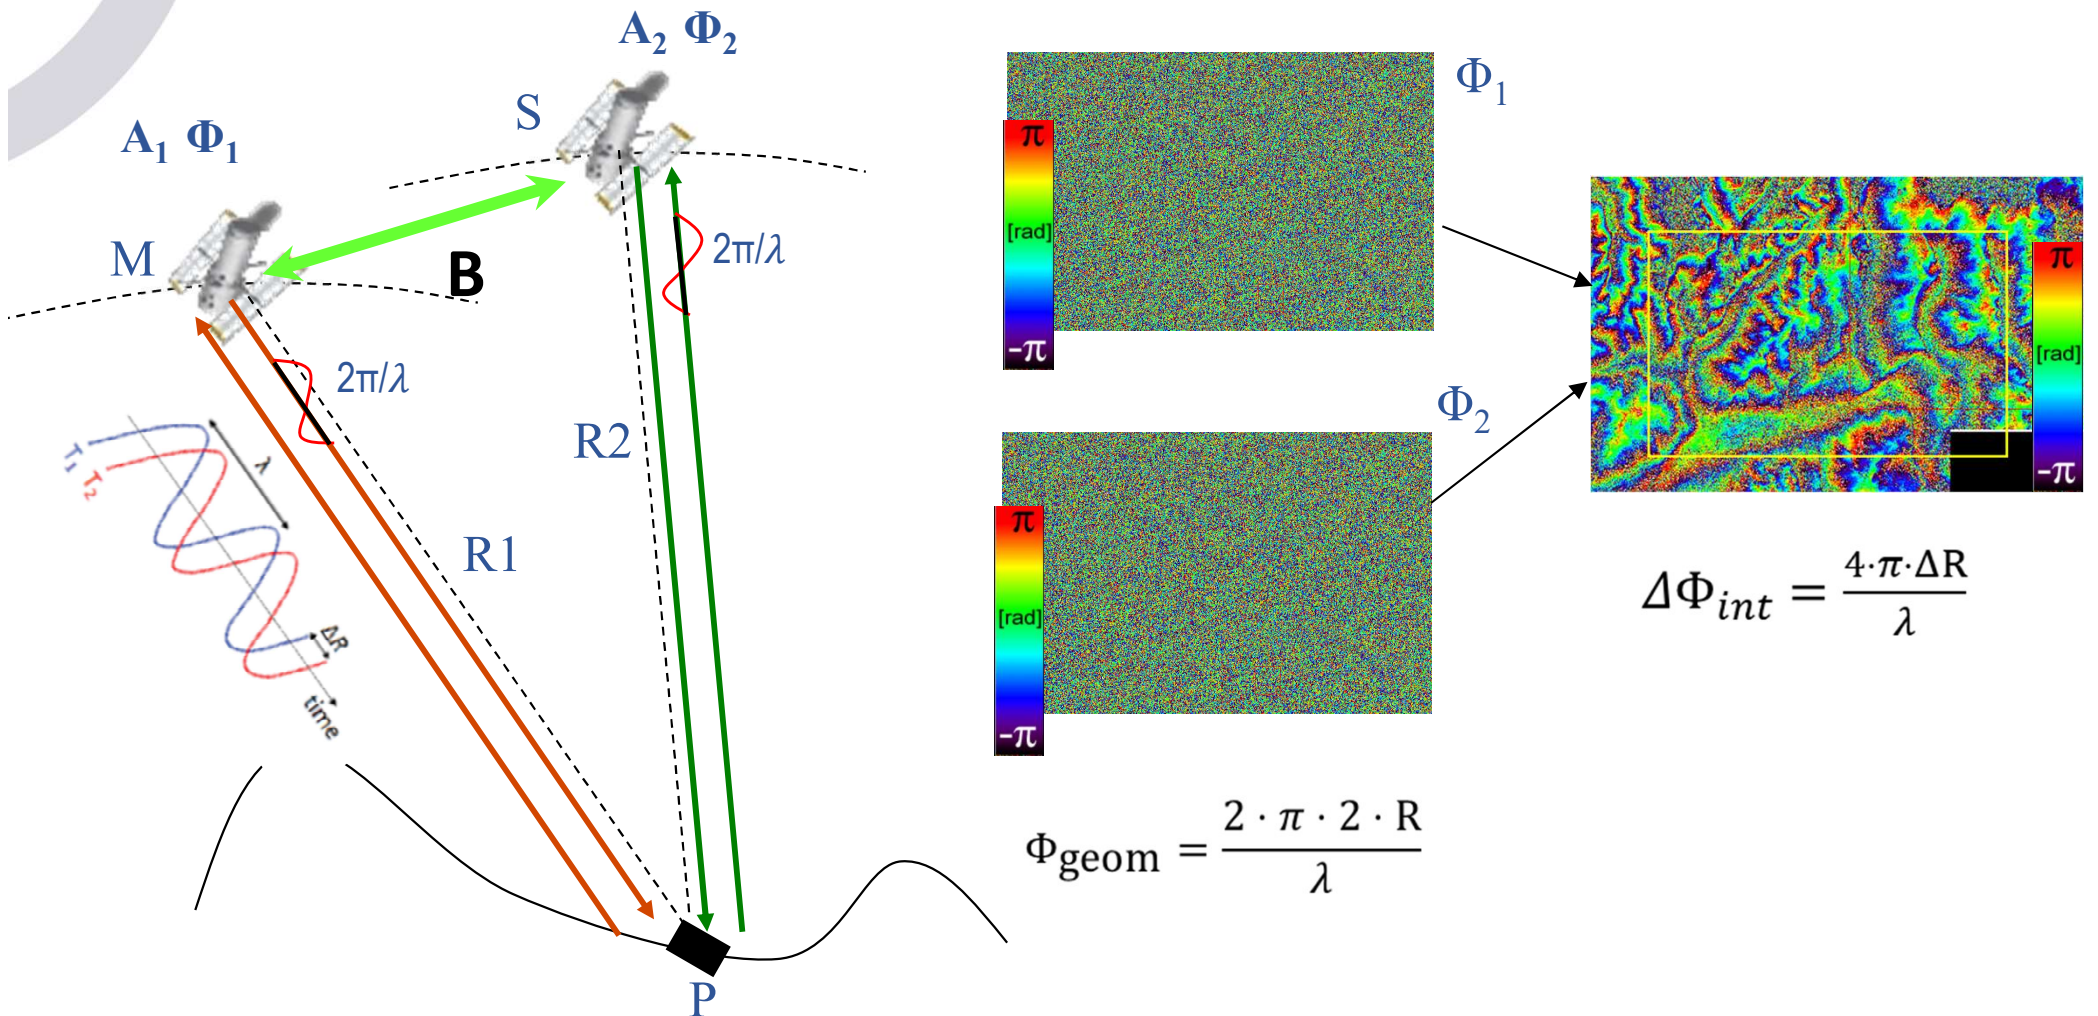 A₂ Φ₂
S
A₁ Φ₁
M
B
2π/λ
2π/λ
R2
R1
T₁
T₂
λ
ΔR
time
P
Φ₁
π
[rad]
-π
Φ₂
π
[rad]
-π
π
[rad]
-π
Φ_geom = (2 · π · 2 · R) / λ
ΔΦ_int = (4·π·ΔR) / λ